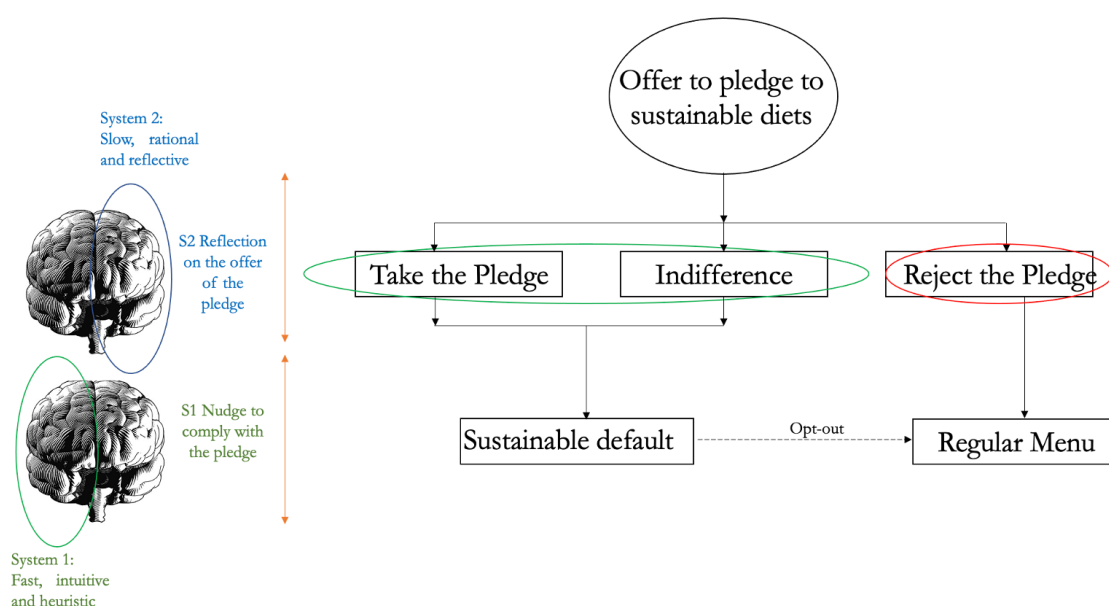 Offer to pledge to
sustainable diets
System 2:
Slow, rational
and reflective
S2 Reflection
on the offer
of the
pledge
Take the Pledge
Indifference
Reject the Pledge
S1 Nudge to
comply with
the pledge
Sustainable default
Opt-out
Regular Menu
System 1:
Fast, intuitive
and heuristic